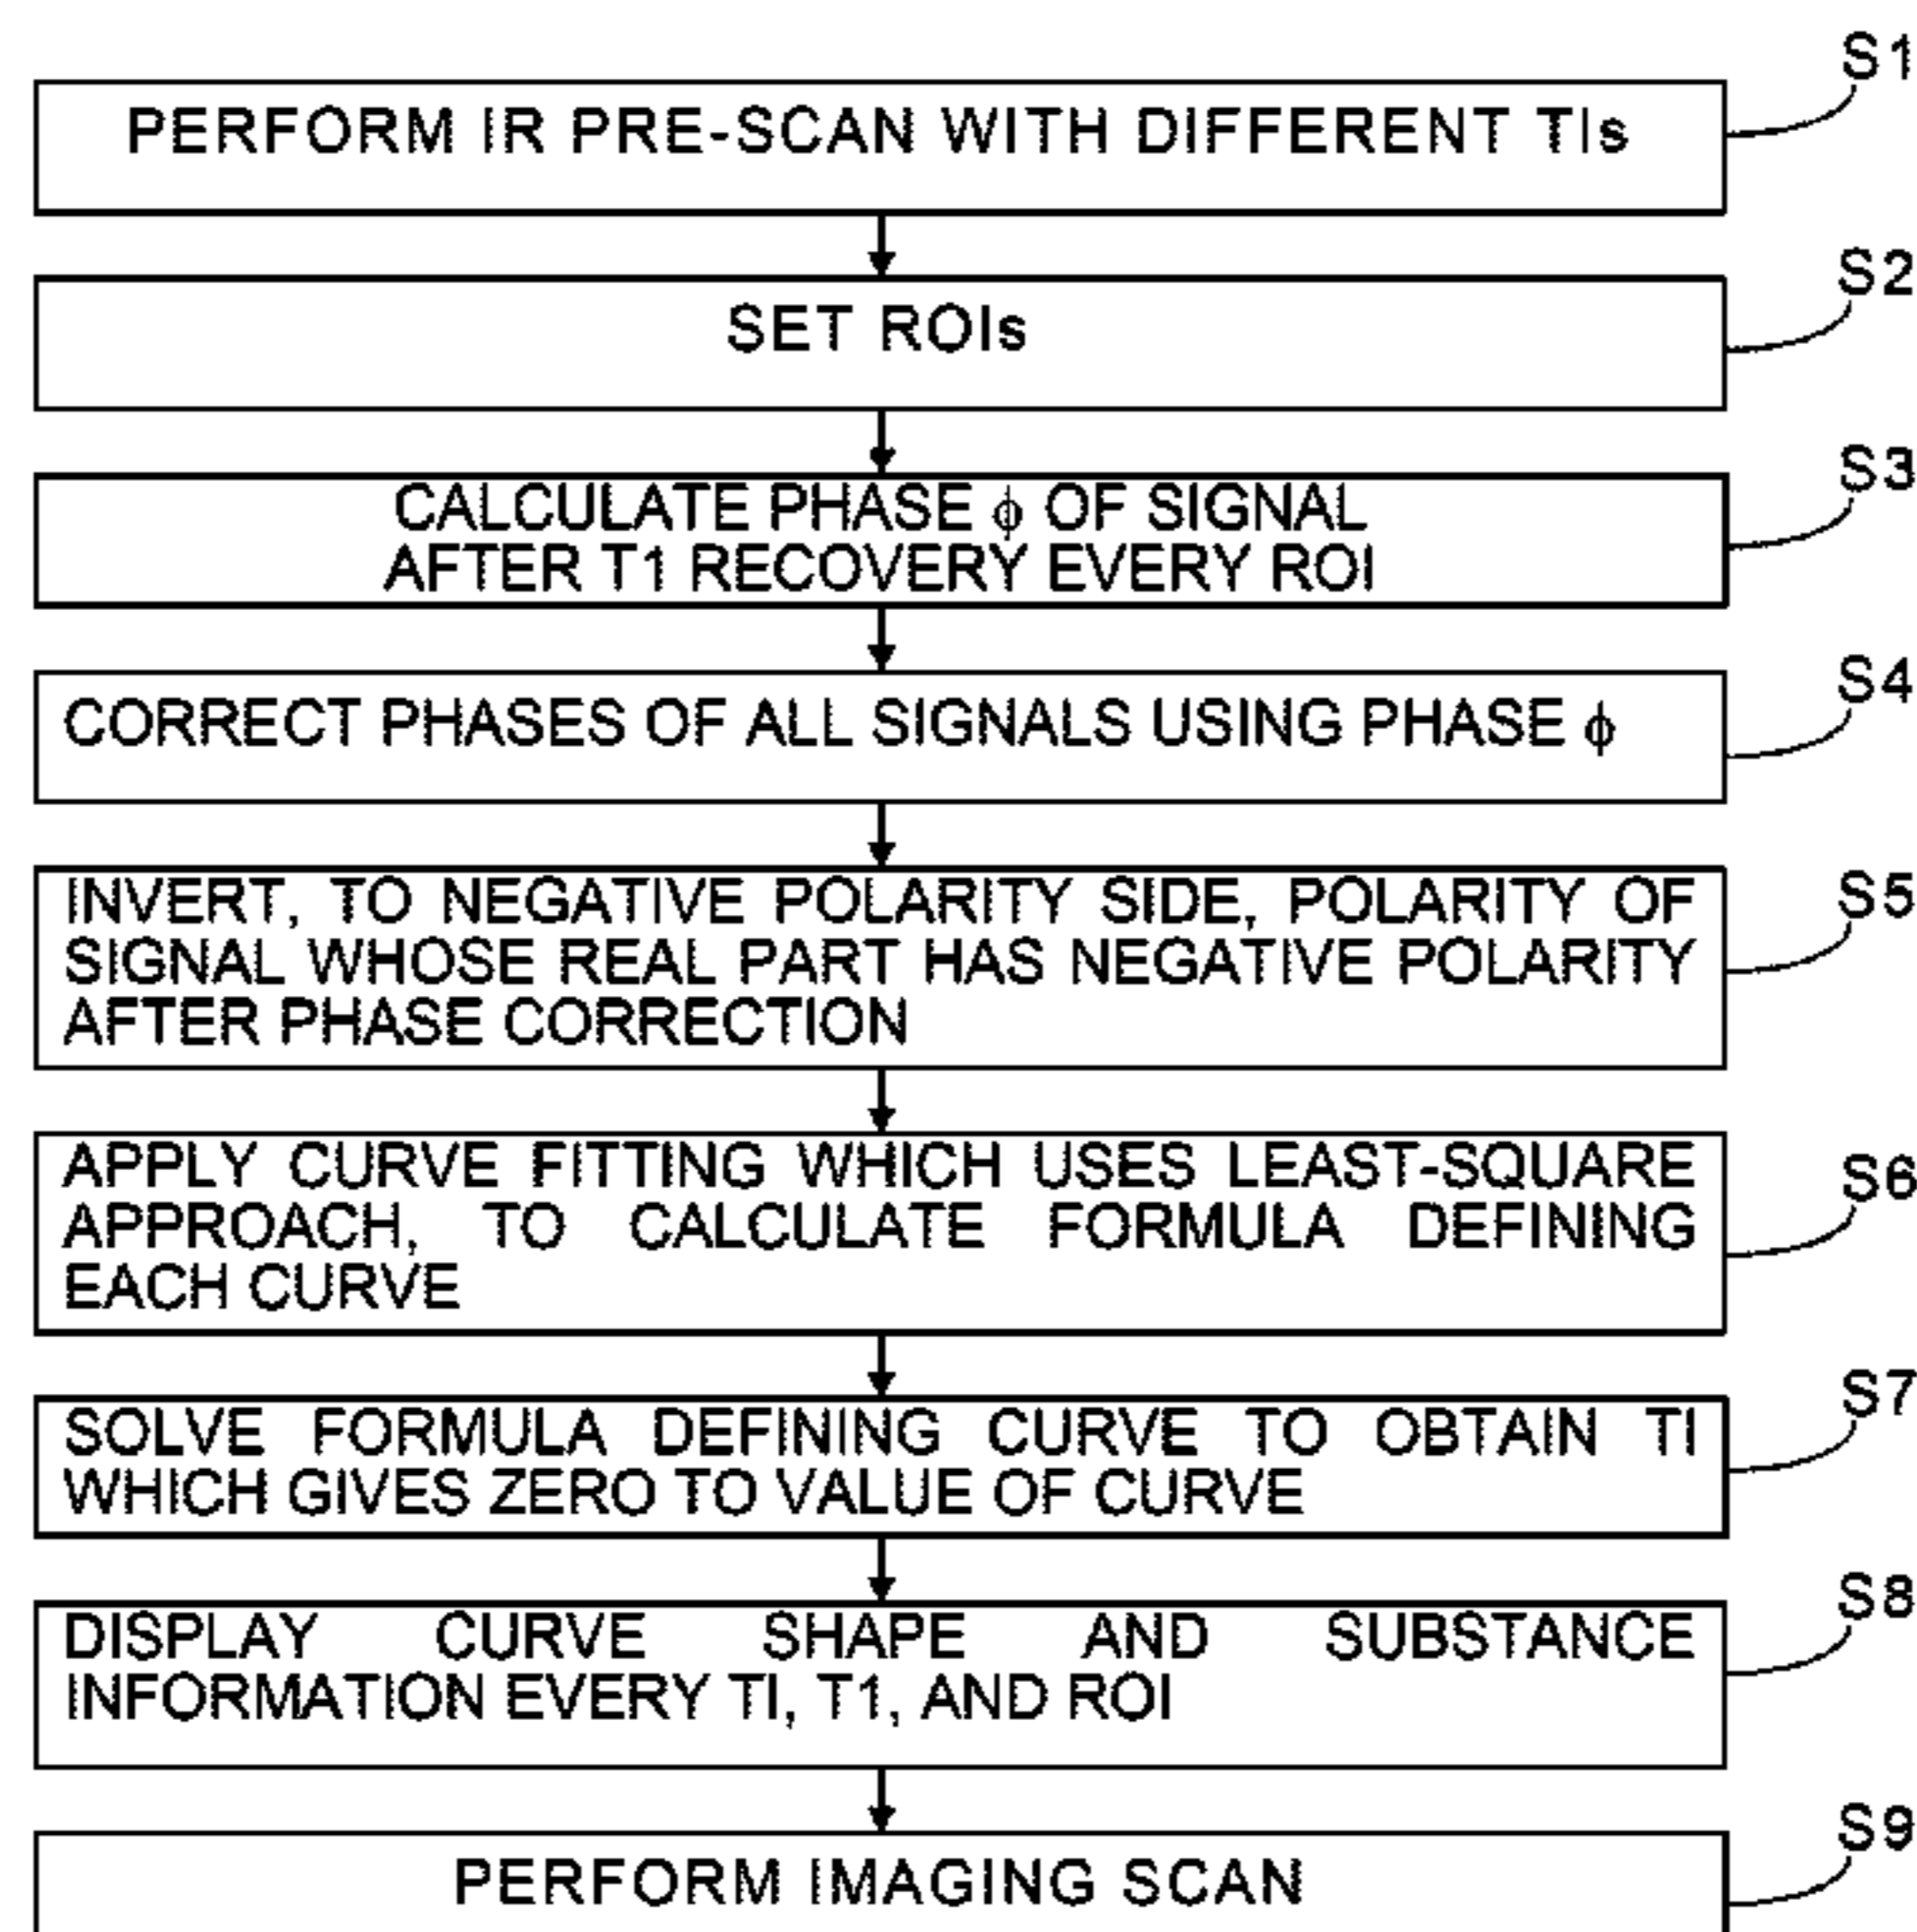 S1
PERFORM IR PRE-SCAN WITH DIFFERENT TIs
S2
SET ROIs
S3
CALCULATE PHASE ϕ OF SIGNAL
AFTER T1 RECOVERY EVERY ROI
S4
CORRECT PHASES OF ALL SIGNALS USING PHASE ϕ
S5
INVERT, TO NEGATIVE POLARITY SIDE, POLARITY OF
SIGNAL WHOSE REAL PART HAS NEGATIVE POLARITY
AFTER PHASE CORRECTION
S6
APPLY CURVE FITTING WHICH USES LEAST-SQUARE
APPROACH, TO CALCULATE FORMULA DEFINING
EACH CURVE
S7
SOLVE FORMULA DEFINING CURVE TO OBTAIN TI
WHICH GIVES ZERO TO VALUE OF CURVE
S8
DISPLAY CURVE SHAPE AND SUBSTANCE
INFORMATION EVERY TI, T1, AND ROI
S9
PERFORM IMAGING SCAN